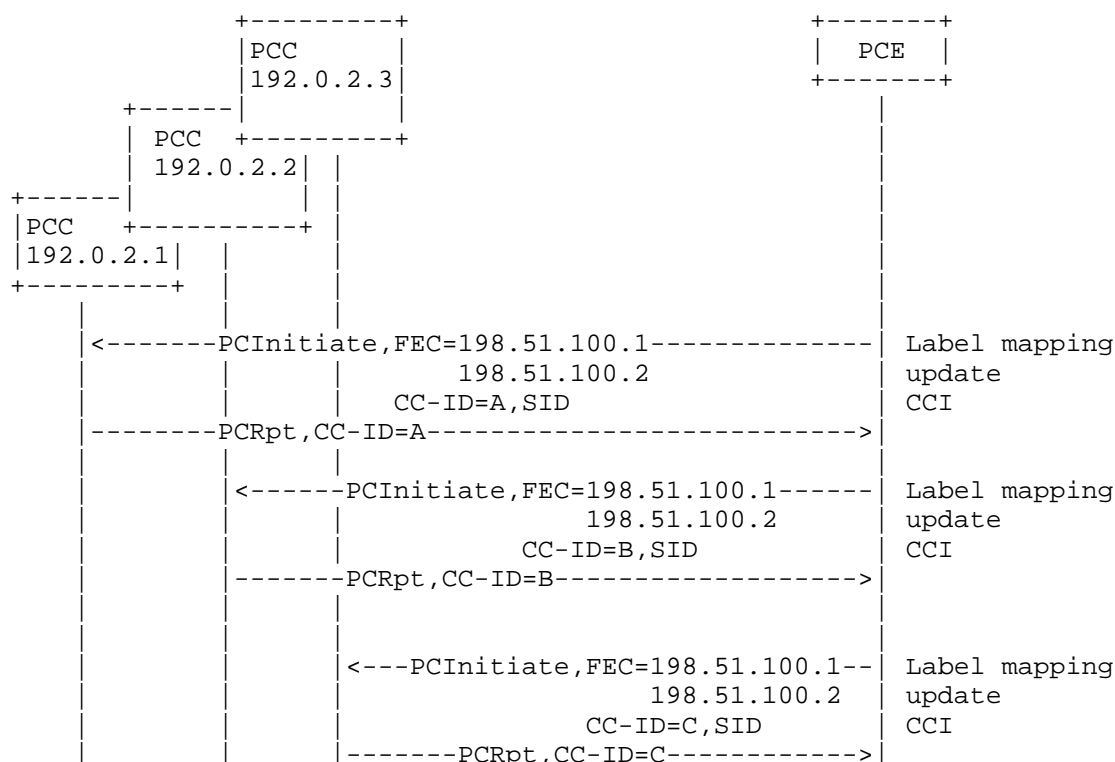 PCC
192.0.2.3
PCE
PCC
192.0.2.2
PCC
192.0.2.1
<-------PCInitiate,FEC=198.51.100.1--------------| Label mapping
198.51.100.2 update
CC-ID=A,SID CCI
--------PCRpt,CC-ID=A--------------------------->
<------PCInitiate,FEC=198.51.100.1------| Label mapping
198.51.100.2 update
CC-ID=B,SID CCI
-------PCRpt,CC-ID=B------------------->
<---PCInitiate,FEC=198.51.100.1--| Label mapping
198.51.100.2 update
CC-ID=C,SID CCI
-------PCRpt,CC-ID=C------------>